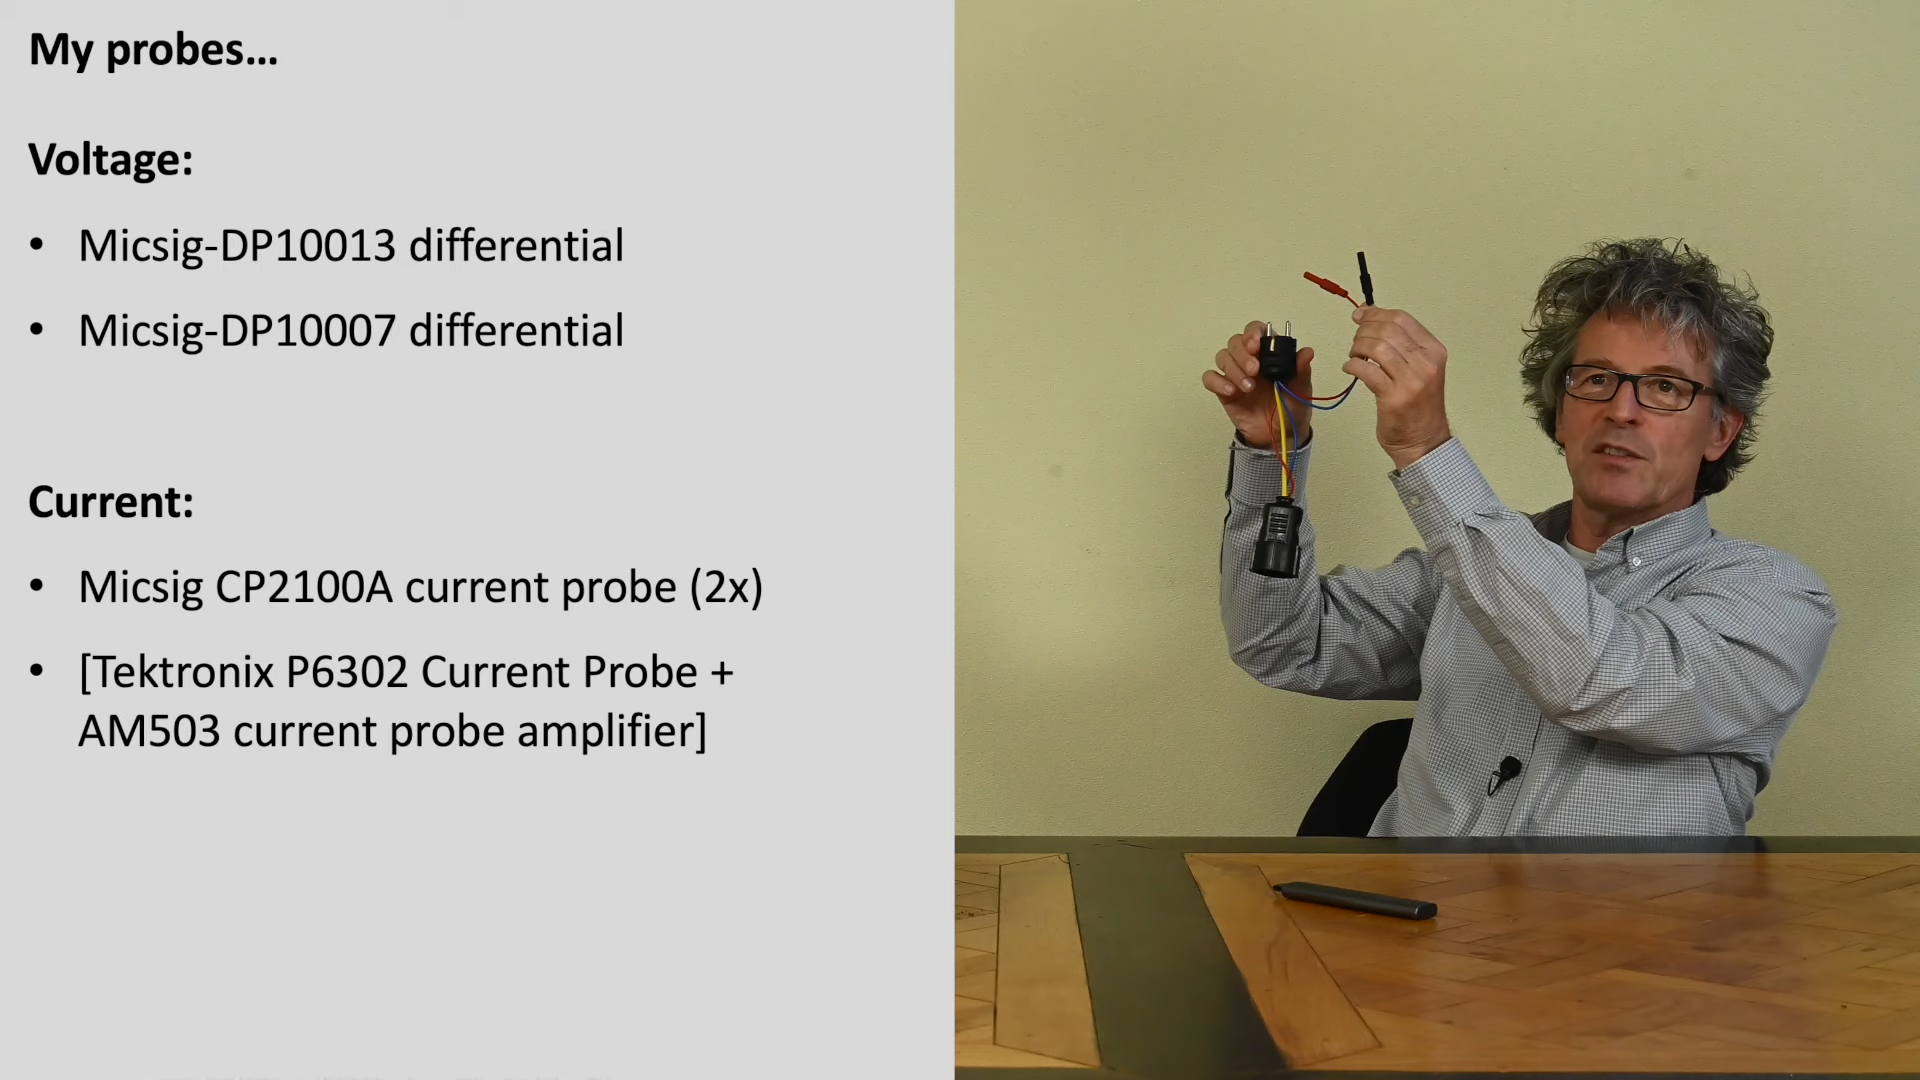 My probes...
Voltage:
• Micsig-DP10013 differential
• Micsig-DP10007 differential
Current:
• Micsig CP2100A current probe (2x)
• [Tektronix P6302 Current Probe +
AM503 current probe amplifier]